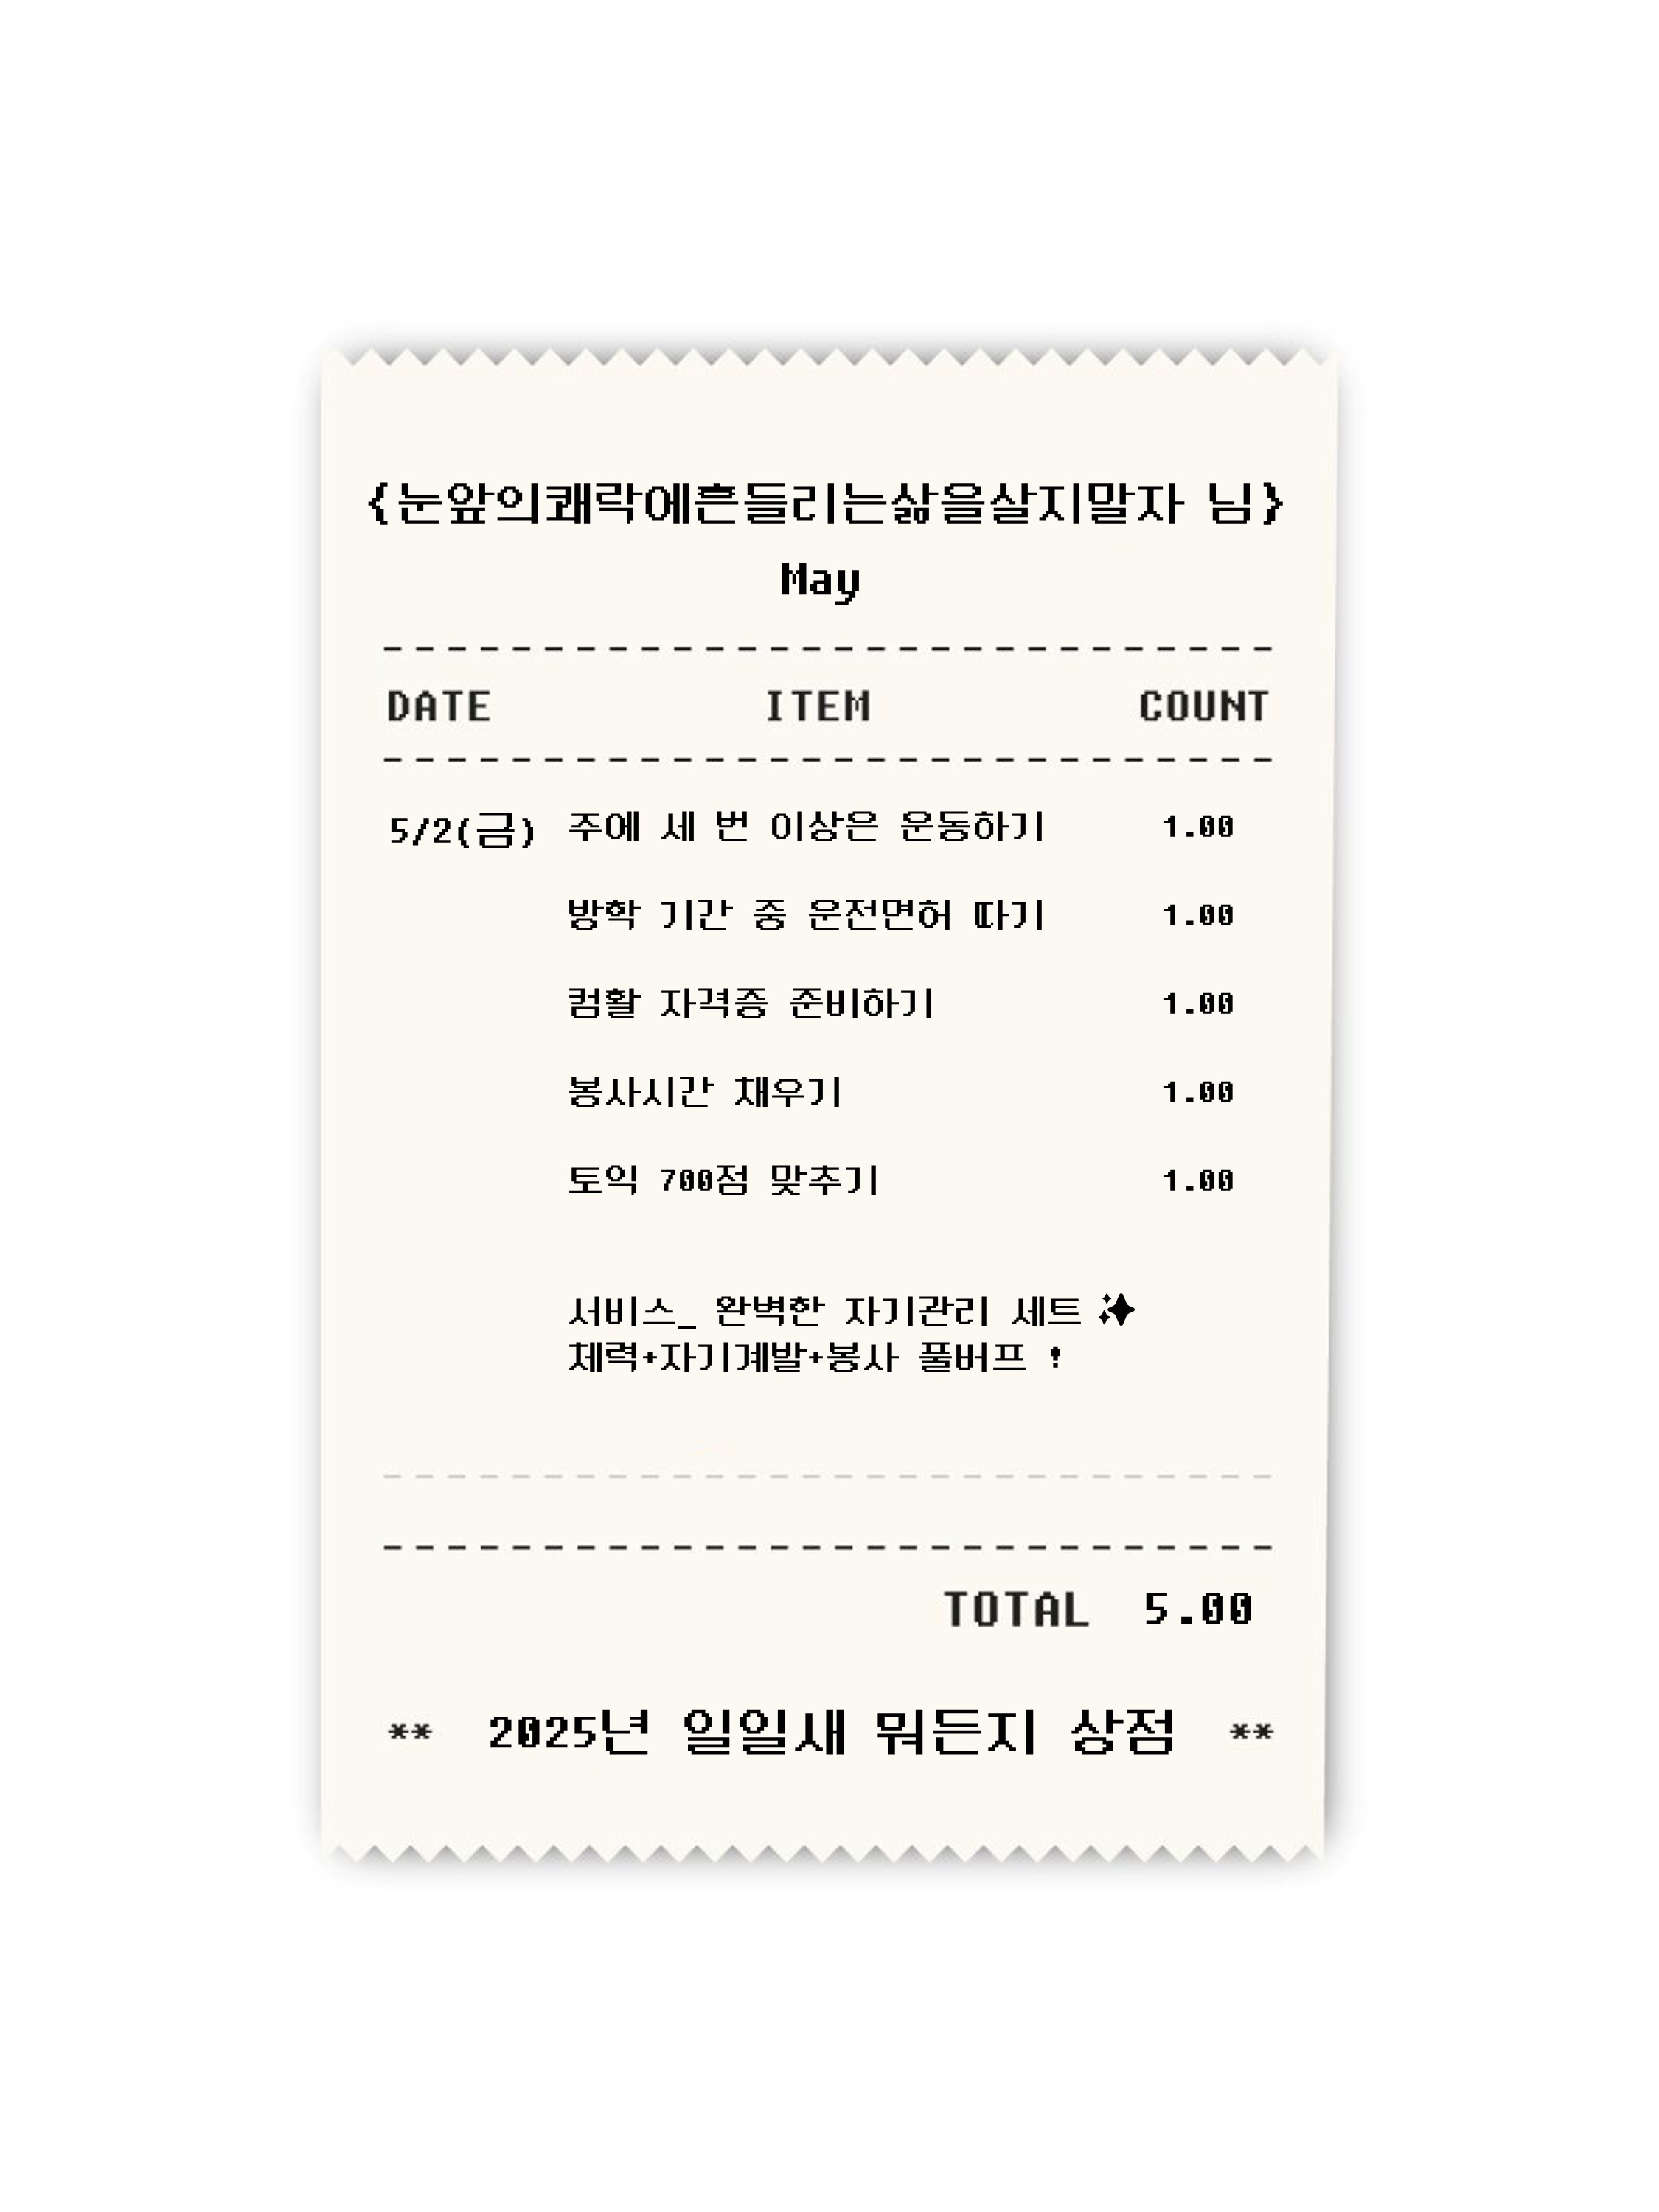 {눈앞의쾌락에흔들리는삶을살지말자 님}
May
DATE ITEM COUNT
5/2(금) 주에 세 번 이상은 운동하기 1.00
방학 기간 중 운전면허 따기 1.00
컴활 자격증 준비하기 1.00
봉사시간 채우기 1.00
토익 700점 맞추기 1.00
서비스_ 완벽한 자기관리 세트 ✨
체력+자기계발+봉사 풀버프 !
TOTAL 5.00
** 2025년 일일새 뭐든지 상점 **